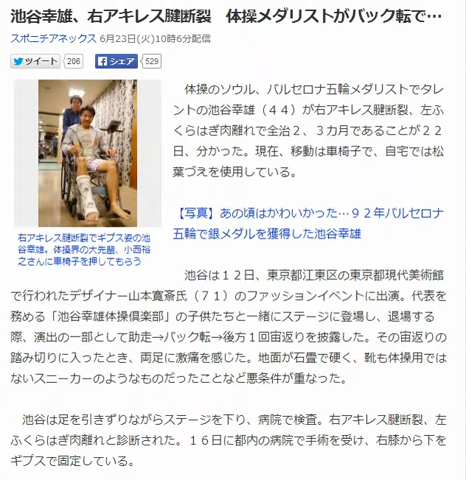 池谷幸雄、右アキレス腱断裂　体操メダリストがバック転で…
スポニチアネックス 6月23日(火)10時6分配信
ツイート 206 シェア 529
体操のソウル、バルセロナ五輪メダリストでタレ
ントの池谷幸雄（４４）が右アキレス腱断裂、左ふ
くらはぎ肉離れで全治２、３カ月であることが２２
日、分かった。現在、移動は車椅子で、自宅では松
葉づえを使用している。
【写真】あの頃はかわいかった…９２年バルセロナ
五輪で銀メダルを獲得した池谷幸雄
右アキレス腱断裂でギプス姿の池
谷幸雄。体操界の大先輩、小西裕
之さんに車椅子を押してもらう
池谷は１２日、東京都江東区の東京都現代美術館
で行われたデザイナー山本寛斎氏（７１）のファッションイベントに出演。代表を
務める「池谷幸雄体操倶楽部」の子供たちと一緒にステージに登場し、退場する
際、演出の一部として助走→バック転→後方１回宙返りを披露した。その宙返りの
踏み切りに入ったとき、両足に激痛を感じた。地面が石畳で硬く、靴も体操用では
ないスニーカーのようなものだったことなど悪条件が重なった。
池谷は足を引きずりながらステージを下り、病院で検査。右アキレス腱断裂、左
ふくらはぎ肉離れと診断された。１６日に都内の病院で手術を受け、右膝から下を
ギプスで固定している。